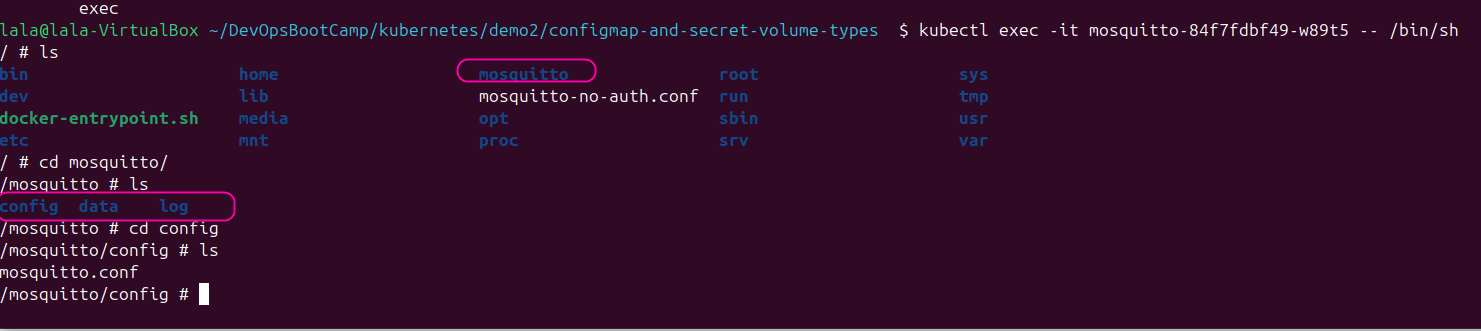 exec
lala@lala-VirtualBox ~/DevOpsBootCamp/kubernetes/demo2/configmap-and-secret-volume-types $ kubectl exec -it mosquitto-84f7fdbf49-w89t5 -- /bin/sh
/ # ls
bin home mosquitto root sys
dev lib mosquitto-no-auth.conf run tmp
docker-entrypoint.sh media opt sbin usr
etc mnt proc srv var
/ # cd mosquitto/
/mosquitto # ls
config data log
/mosquitto # cd config
/mosquitto/config # ls
mosquitto.conf
/mosquitto/config #